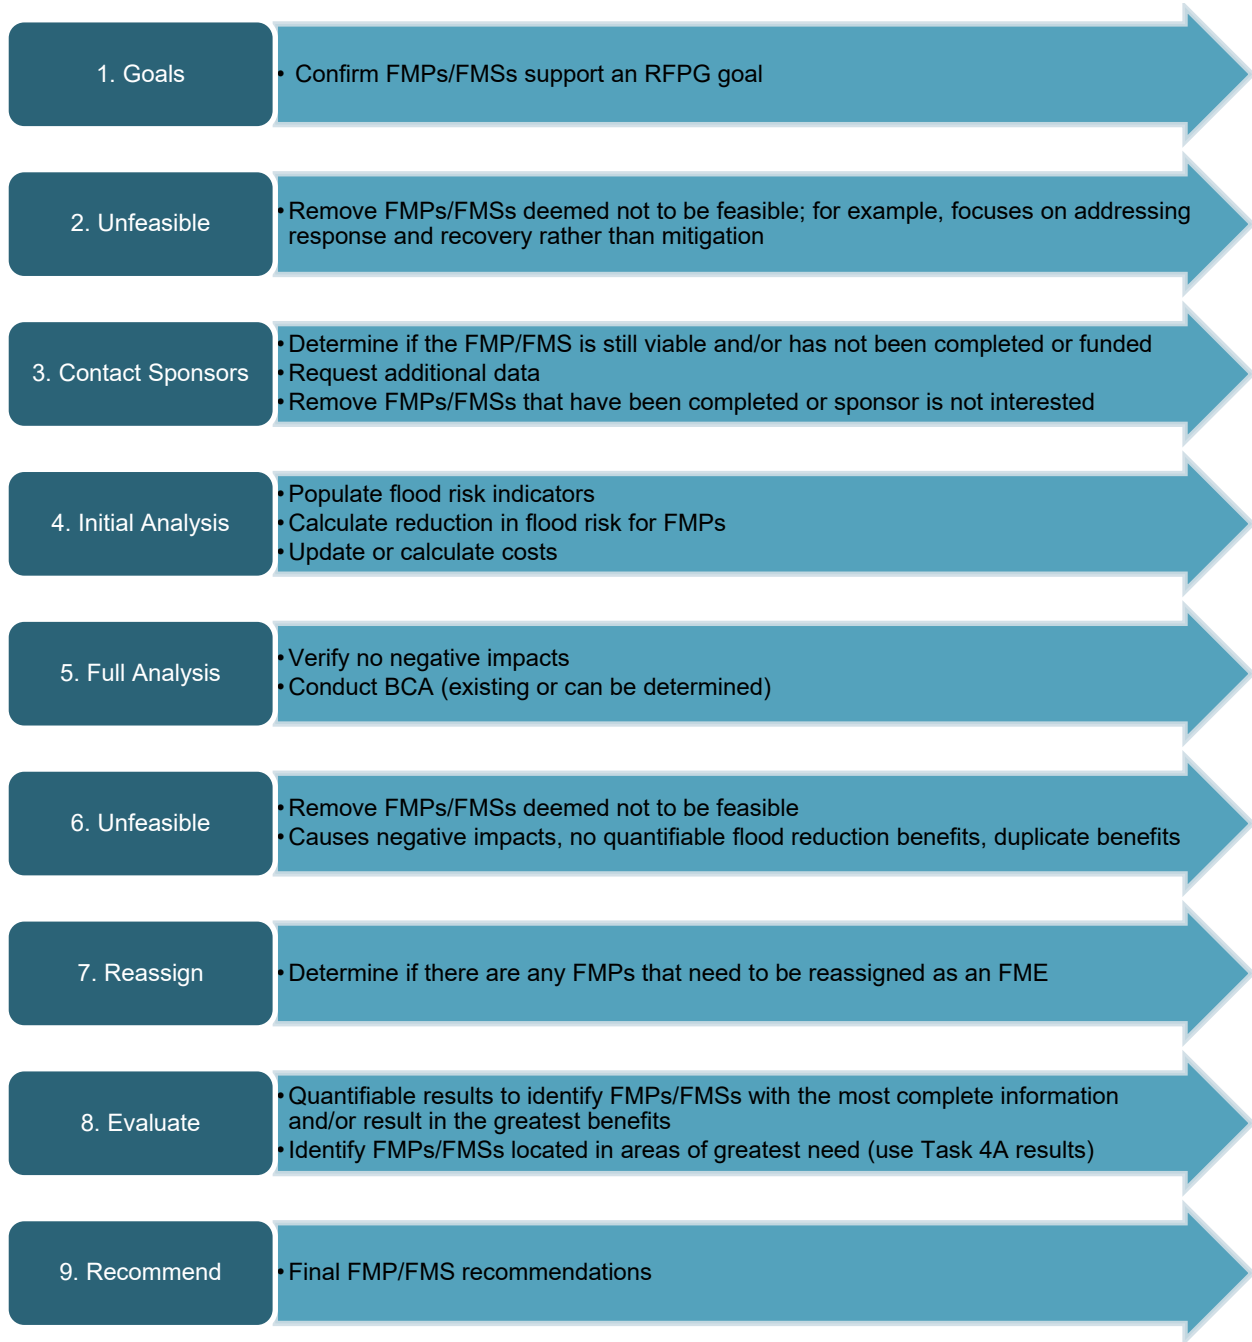 1. Goals
• Confirm FMPs/FMSs support an RFPG goal
2. Unfeasible
• Remove FMPs/FMSs deemed not to be feasible; for example, focuses on addressing
response and recovery rather than mitigation
3. Contact Sponsors
• Determine if the FMP/FMS is still viable and/or has not been completed or funded
• Request additional data
• Remove FMPs/FMSs that have been completed or sponsor is not interested
4. Initial Analysis
• Populate flood risk indicators
• Calculate reduction in flood risk for FMPs
• Update or calculate costs
5. Full Analysis
• Verify no negative impacts
• Conduct BCA (existing or can be determined)
6. Unfeasible
• Remove FMPs/FMSs deemed not to be feasible
• Causes negative impacts, no quantifiable flood reduction benefits, duplicate benefits
7. Reassign
• Determine if there are any FMPs that need to be reassigned as an FME
8. Evaluate
• Quantifiable results to identify FMPs/FMSs with the most complete information
and/or result in the greatest benefits
• Identify FMPs/FMSs located in areas of greatest need (use Task 4A results)
9. Recommend
• Final FMP/FMS recommendations